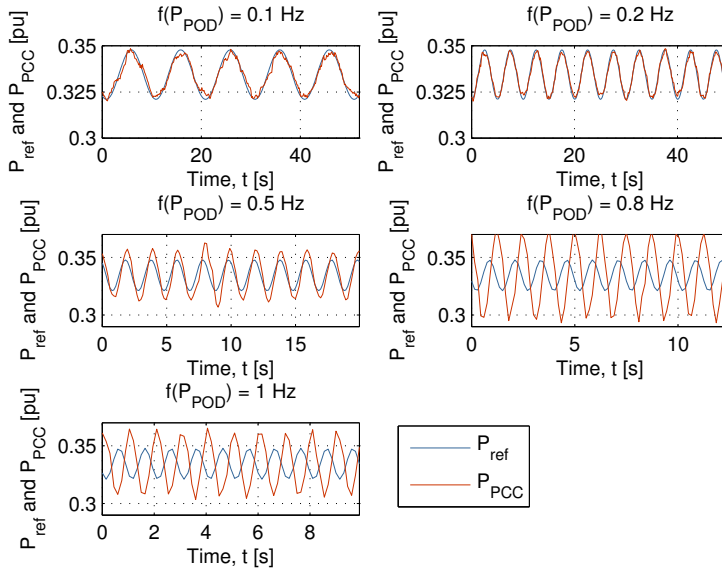 f(P_POD) = 0.1 Hz
P_ref and P_PCC [pu]
0.35
0.325
0.3
0 20 40
Time, t [s]
f(P_POD) = 0.2 Hz
P_ref and P_PCC [pu]
0.35
0.325
0.3
0 10 20 30 40
Time, t [s]
f(P_POD) = 0.5 Hz
P_ref and P_PCC [pu]
0.35
0.3
0 5 10 15
Time, t [s]
f(P_POD) = 0.8 Hz
P_ref and P_PCC [pu]
0.35
0.3
0 5 10
Time, t [s]
f(P_POD) = 1 Hz
P_ref and P_PCC [pu]
0.35
0.3
0 2 4 6 8
Time, t [s]
P_ref
P_PCC